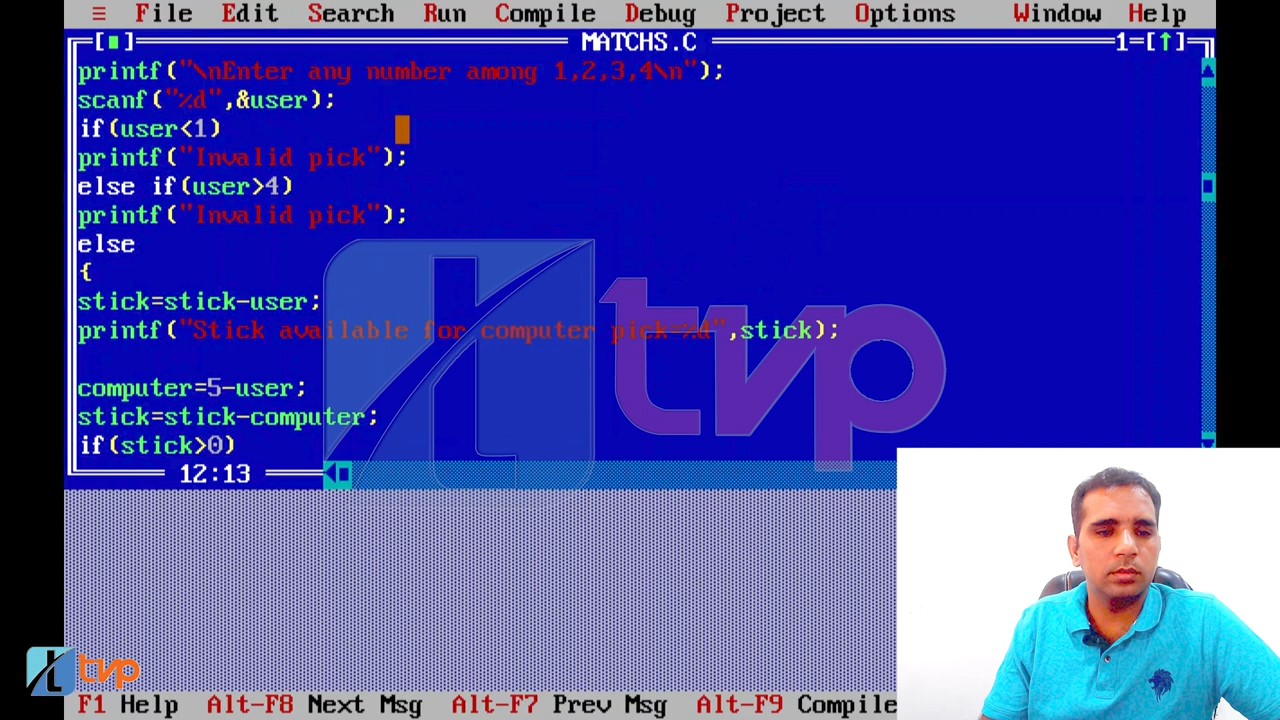 ≡ File Edit Search Run Compile Debug Project Options Window Help
[■] MATCHS.C 1=[↑]
printf("\nEnter any number among 1,2,3,4\n");
scanf("%d",&user);
if(user<1)
printf("Invalid pick");
else if(user>4)
printf("Invalid pick");
else
{
stick=stick-user;
printf("Stick available for computer pick=%d",stick);
computer=5-user;
stick=stick-computer;
if(stick>0)
12:13
tvp
tvp
F1 Help Alt-F8 Next Msg Alt-F7 Prev Msg Alt-F9 Compile